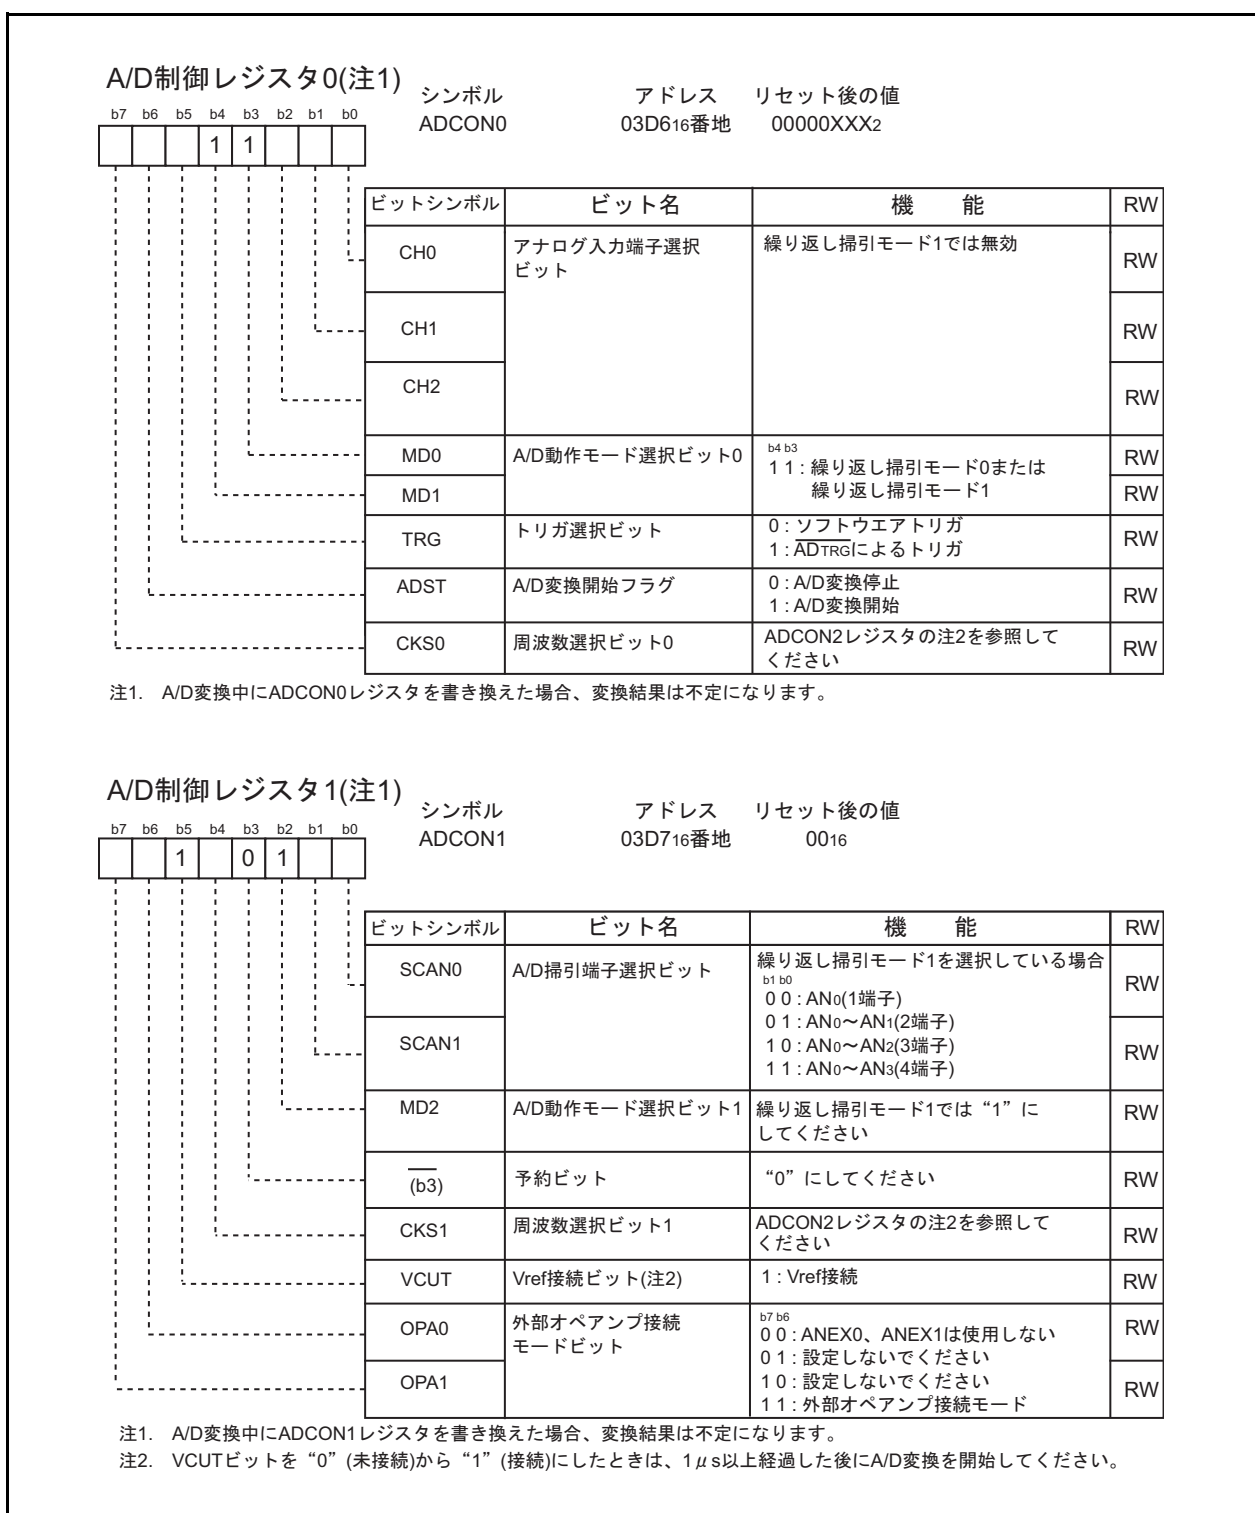 A/D制御レジスタ0(注1)
シンボル アドレス リセット後の値
ADCON0 03D616番地 00000XXX2
b7 b6 b5 b4 b3 b2 b1 b0
1 1
ビットシンボル ビット名 機 能 RW
CH0 アナログ入力端子選択 繰り返し掃引モード1では無効 RW
ビット
CH1 RW
CH2 RW
MD0 A/D動作モード選択ビット0 b4 b3 RW
1 1 : 繰り返し掃引モード0または
MD1 繰り返し掃引モード1 RW
TRG トリガ選択ビット 0 : ソフトウエアトリガ RW
1 : ADTRGによるトリガ
ADST A/D変換開始フラグ 0 : A/D変換停止 RW
1 : A/D変換開始
CKS0 周波数選択ビット0 ADCON2レジスタの注2を参照して RW
ください
注1. A/D変換中にADCON0レジスタを書き換えた場合、変換結果は不定になります。
A/D制御レジスタ1(注1)
シンボル アドレス リセット後の値
ADCON1 03D716番地 0016
b7 b6 b5 b4 b3 b2 b1 b0
1 0 1
ビットシンボル ビット名 機 能 RW
SCAN0 A/D掃引端子選択ビット 繰り返し掃引モード1を選択している場合 RW
b1 b0
0 0 : AN0(1端子)
0 1 : AN0～AN1(2端子)
SCAN1 1 0 : AN0～AN2(3端子) RW
1 1 : AN0～AN3(4端子)
MD2 A/D動作モード選択ビット1 繰り返し掃引モード1では“1”に RW
してください
(b3) 予約ビット “0”にしてください RW
CKS1 周波数選択ビット1 ADCON2レジスタの注2を参照して RW
ください
VCUT Vref接続ビット(注2) 1 : Vref接続 RW
OPA0 外部オペアンプ接続 b7 b6 RW
モードビット 0 0 : ANEX0、ANEX1は使用しない
0 1 : 設定しないでください
OPA1 1 0 : 設定しないでください RW
1 1 : 外部オペアンプ接続モード
注1. A/D変換中にADCON1レジスタを書き換えた場合、変換結果は不定になります。
注2. VCUTビットを“0”(未接続)から“1”(接続)にしたときは、1μs以上経過した後にA/D変換を開始してください。